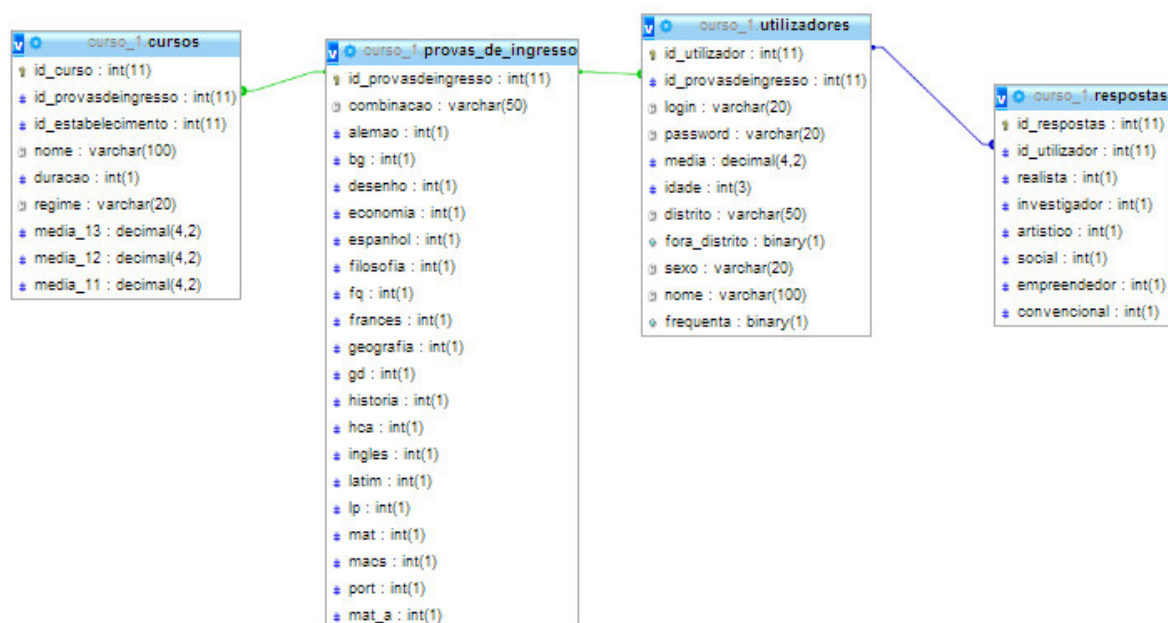 curso_1.cursos
id_curso : int(11)
id_provasdeingresso : int(11)
id_estabelecimento : int(11)
nome : varchar(100)
duracao : int(1)
regime : varchar(20)
media_13 : decimal(4,2)
media_12 : decimal(4,2)
media_11 : decimal(4,2)
curso_1.provas_de_ingresso
id_provasdeingresso : int(11)
combinacao : varchar(50)
alemao : int(1)
bg : int(1)
desenho : int(1)
economia : int(1)
espanhol : int(1)
filosofia : int(1)
fq : int(1)
frances : int(1)
geografia : int(1)
gd : int(1)
historia : int(1)
hca : int(1)
ingles : int(1)
latim : int(1)
lp : int(1)
mat : int(1)
macs : int(1)
port : int(1)
mat_a : int(1)
curso_1.utilizadores
id_utilizador : int(11)
id_provasdeingresso : int(11)
login : varchar(20)
password : varchar(20)
media : decimal(4,2)
idade : int(3)
distrito : varchar(50)
fora_distrito : binary(1)
sexo : varchar(20)
nome : varchar(100)
frequenta : binary(1)
curso_1.respostas
id_respostas : int(11)
id_utilizador : int(11)
realista : int(1)
investigador : int(1)
artistico : int(1)
social : int(1)
empreendedor : int(1)
convencional : int(1)